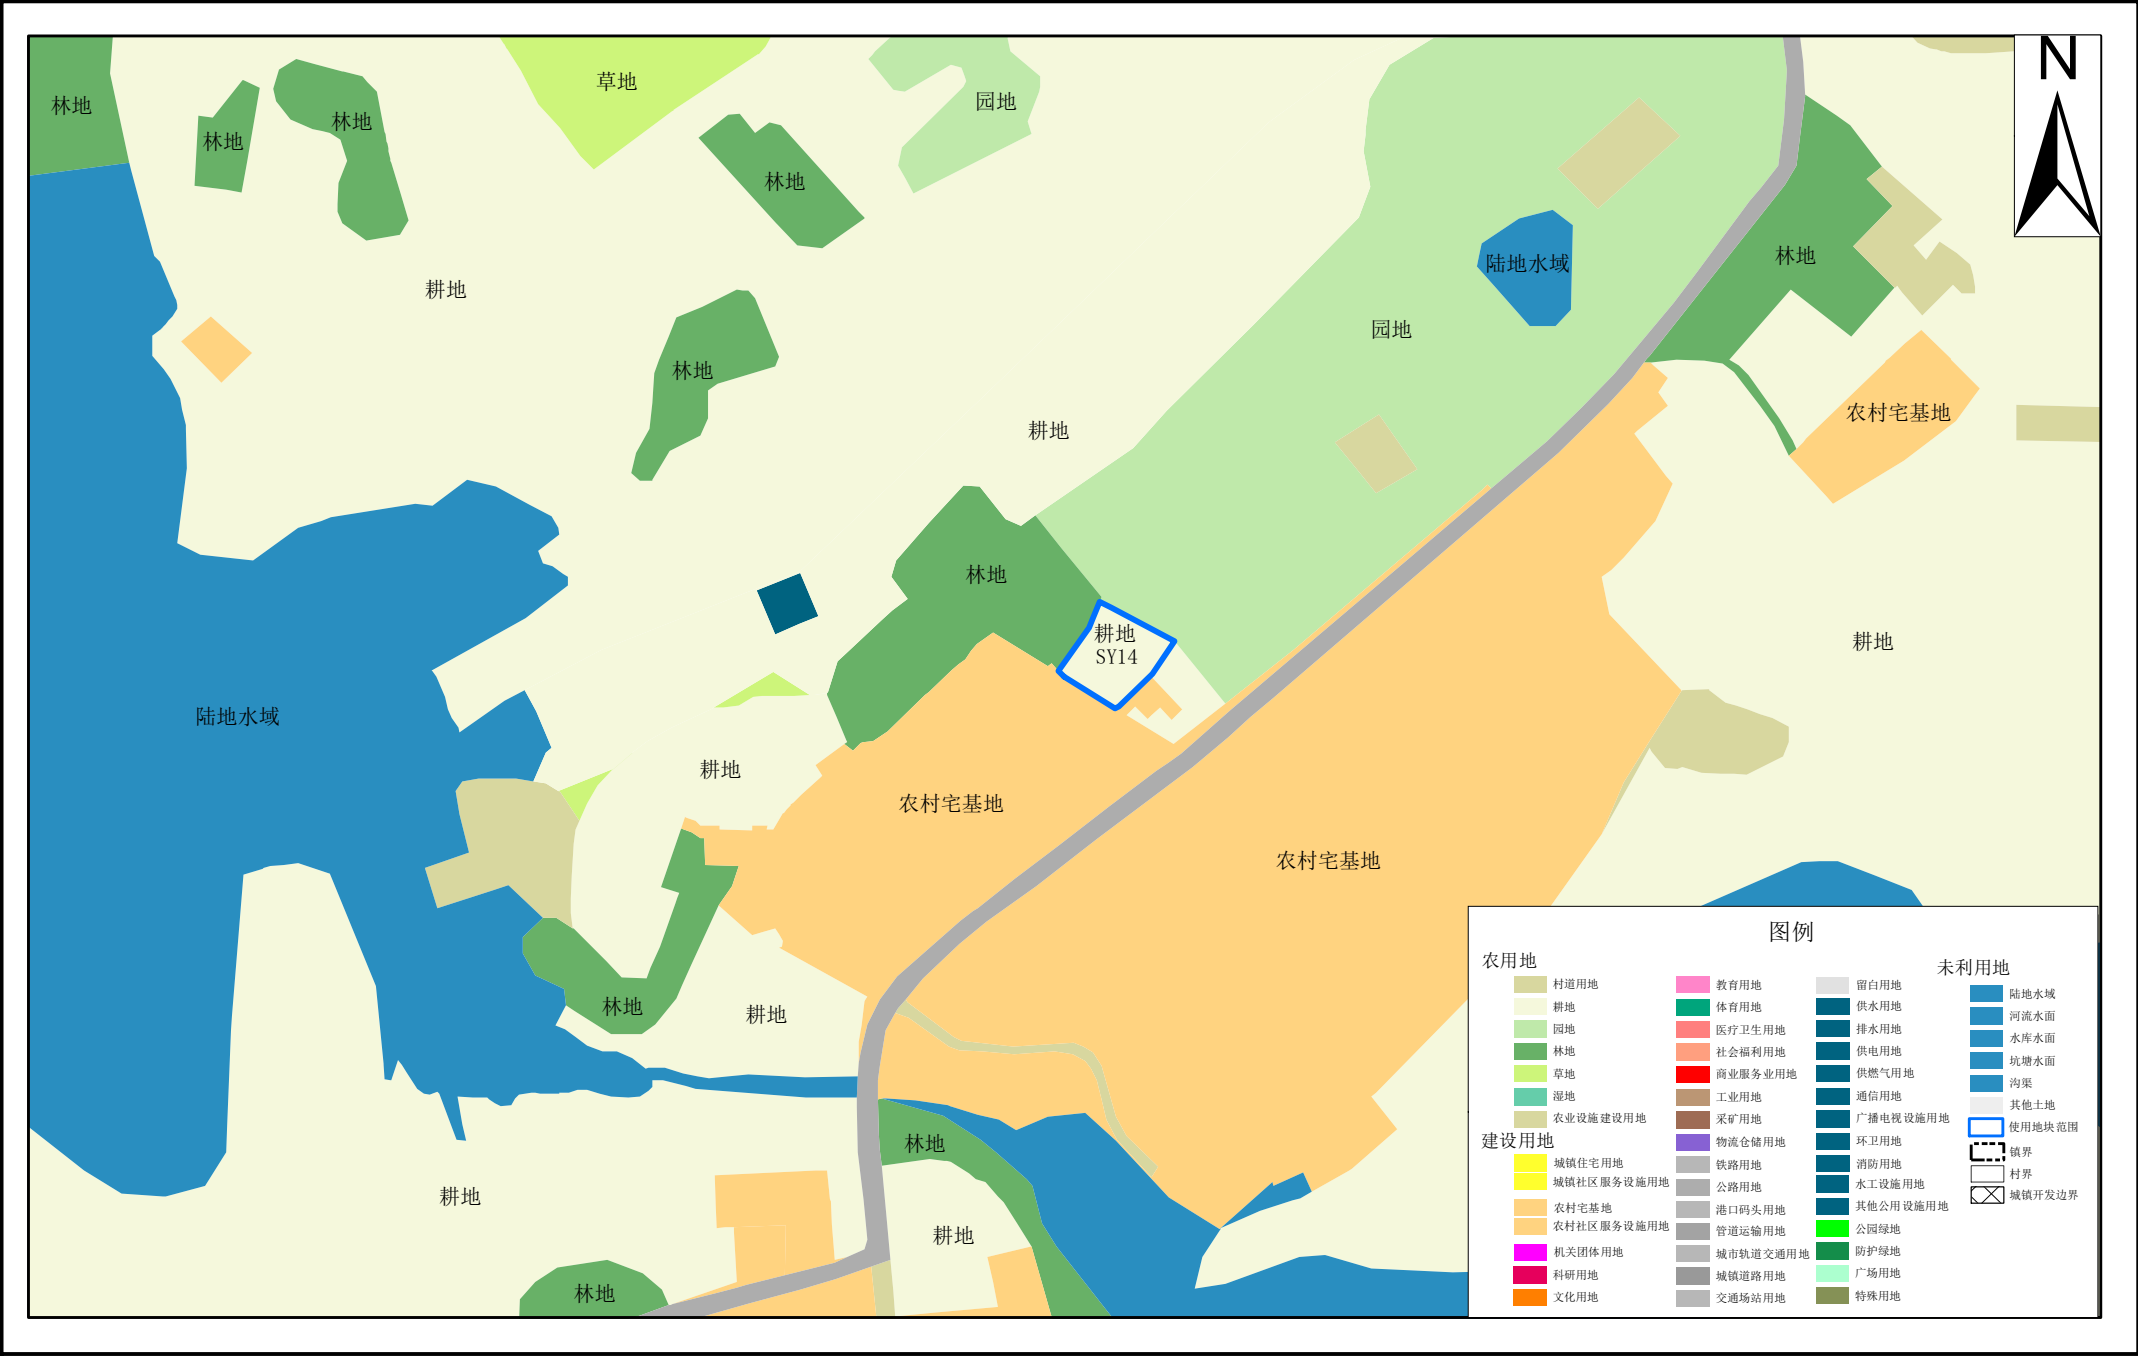 N
草地
林地
园地
林地
林地
林地
林地
陆地水域
耕地
园地
林地
耕地
农村宅基地
林地
耕地
SY14
耕地
陆地水域
耕地
农村宅基地
农村宅基地
林地
耕地
林地
耕地
耕地
林地
图例
农用地
村道用地
耕地
园地
林地
草地
湿地
农业设施建设用地
建设用地
城镇住宅用地
城镇社区服务设施用地
农村宅基地
农村社区服务设施用地
机关团体用地
科研用地
文化用地
教育用地
体育用地
医疗卫生用地
社会福利用地
商业服务业用地
工业用地
采矿用地
物流仓储用地
铁路用地
公路用地
港口码头用地
管道运输用地
城市轨道交通用地
城镇道路用地
交通场站用地
留白用地
供水用地
排水用地
供电用地
供燃气用地
通信用地
广播电视设施用地
环卫用地
消防用地
水工设施用地
其他公用设施用地
公园绿地
防护绿地
广场用地
特殊用地
未利用地
陆地水域
河流水面
水库水面
坑塘水面
沟渠
其他土地
使用地块范围
镇界
村界
城镇开发边界